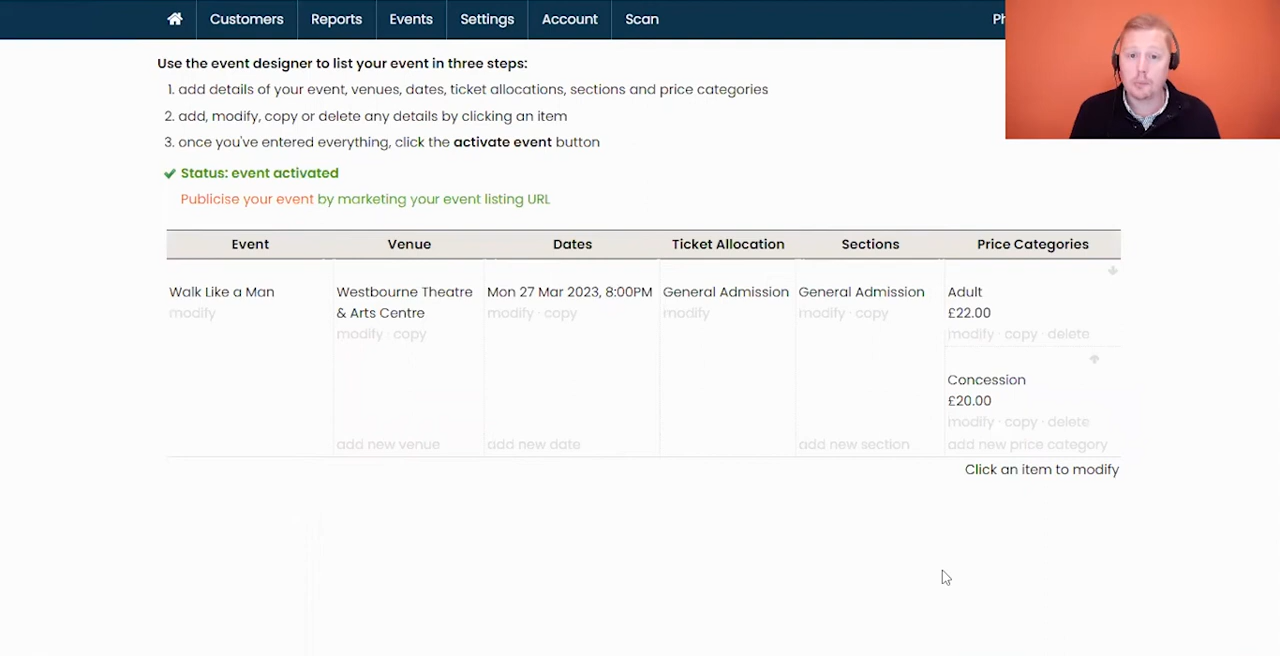 Customers
Reports
Events
Settings
Account
Scan
Use the event designer to list your event in three steps:
1. add details of your event, venues, dates, ticket allocations, sections and price categories
2. add, modify, copy or delete any details by clicking an item
3. once you've entered everything, click the activate event button
Status: event activated
Publicise your event by marketing your event listing URL
Event Venue Dates Ticket Allocation Sections Price Categories
Walk Like a Man
modify
Westbourne Theatre
& Arts Centre
modify · copy
add new venue
Mon 27 Mar 2023, 8:00PM
modify · copy
add new date
General Admission
modify
General Admission
modify · copy
add new section
Adult
£22.00
modify · copy · delete
Concession
£20.00
modify · copy · delete
add new price category
Click an item to modify